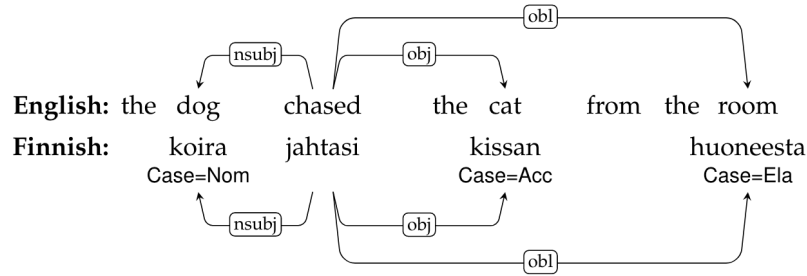 obl
nsubj obj
English: the dog chased the cat from the room
Finnish: koira jahtasi kissan huoneesta
Case=Nom Case=Acc Case=Ela
nsubj obj
obl